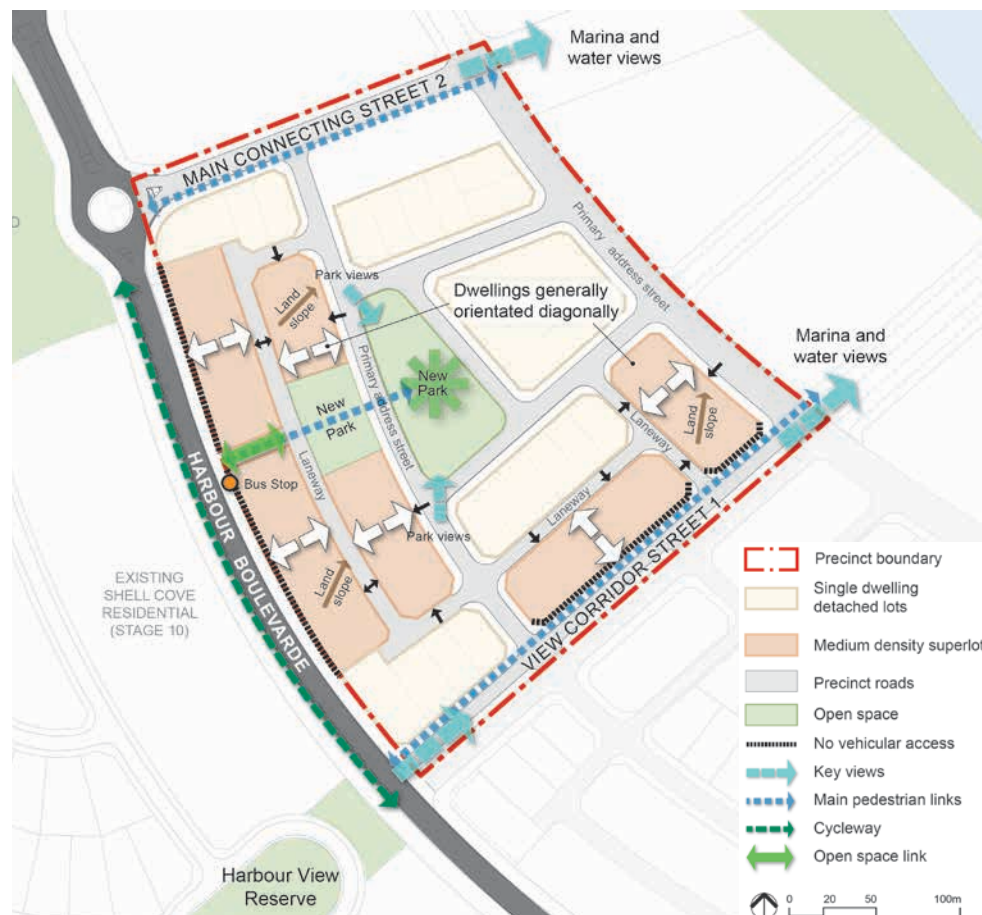 Marina and
water views
MAIN CONNECTING STREET 2
Primary address street
Park views
Land
slope
Dwellings generally
orientated diagonally
Marina and
water views
New
Park
New
Park
Primary address street
Land
slope
Laneway
Laneway
Bus Stop
Laneway
Park views
HARBOUR BOULEVARDE
Land
slope
VIEW CORRIDOR STREET 1
EXISTING
SHELL COVE
RESIDENTIAL
(STAGE 10)
Harbour View
Reserve
Precinct boundary
Single dwelling
detached lots
Medium density superlot
Precinct roads
Open space
No vehicular access
Key views
Main pedestrian links
Cycleway
Open space link
0 20 50 100m